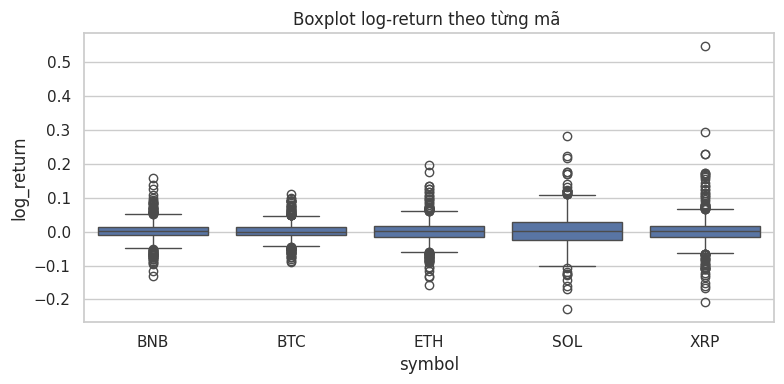 Boxplot log-return theo từng mã
log_return
0.5
0.4
0.3
0.2
0.1
0.0
−0.1
−0.2
BNB BTC ETH SOL XRP
symbol